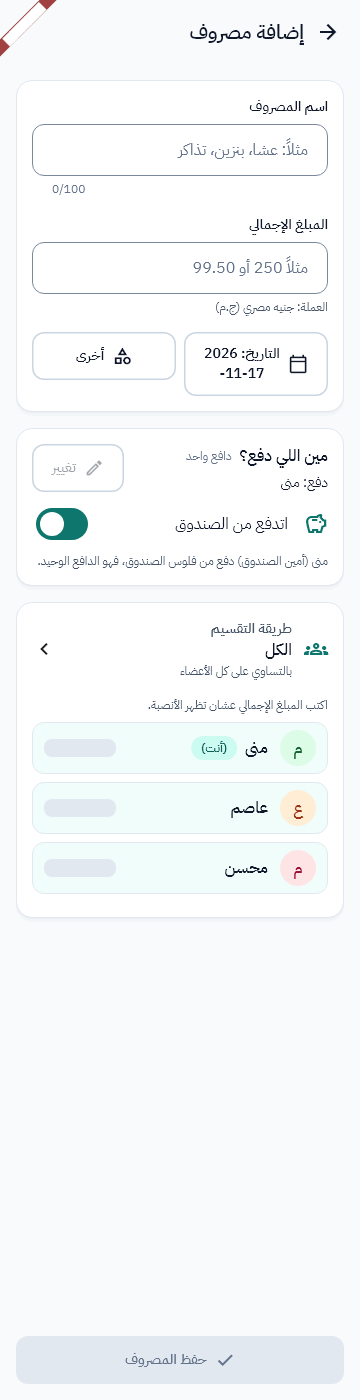 إضافة مصروف
اسم المصروف
مثلاً: عشا، بنزين، تذاكر
0/100
المبلغ الإجمالي
مثلاً 250 أو 99.50
العملة: جنيه مصري (ج.م)
التاريخ: 2026
-11-17
أخرى
مين اللي دفع؟ دافع واحد
دفع: منى
تغيير
اتدفع من الصندوق
منى (أمين الصندوق) دفع من فلوس الصندوق، فهو الدافع الوحيد.
طريقة التقسيم
الكل
بالتساوي على كل الأعضاء
اكتب المبلغ الإجمالي عشان تظهر الأنصبة.
م منى (أنت)
ع عاصم
م محسن
حفظ المصروف